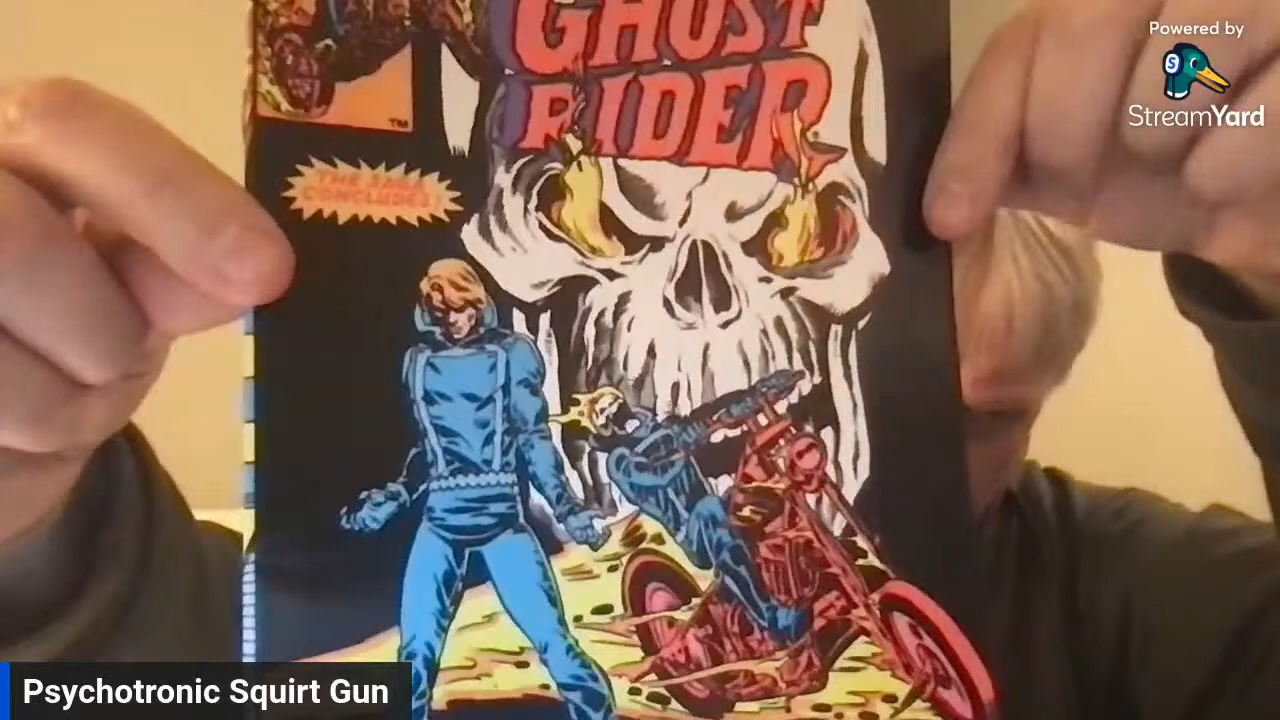 Powered by
StreamYard
GHOST
RIDER
TM
THE SAGA
CONCLUDES!
Psychotronic Squirt Gun